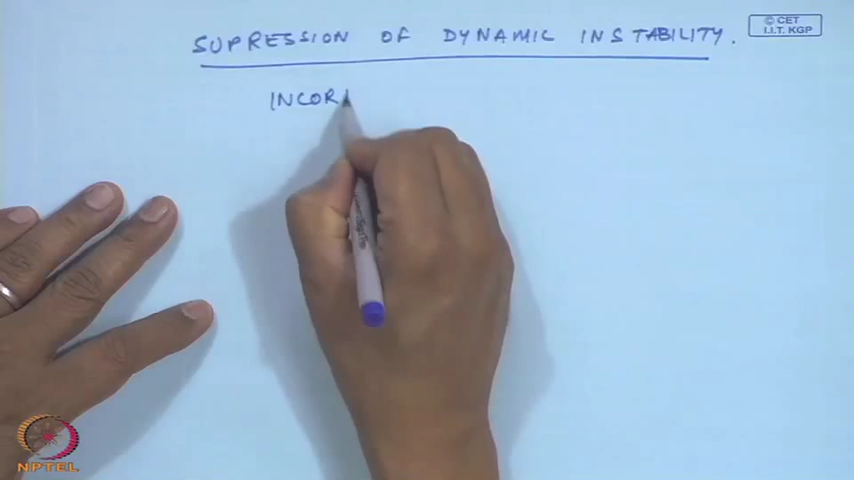 SUPRESSION OF DYNAMIC INSTABILITY.
© CET
I.I.T. KGP
INCOR
NPTEL